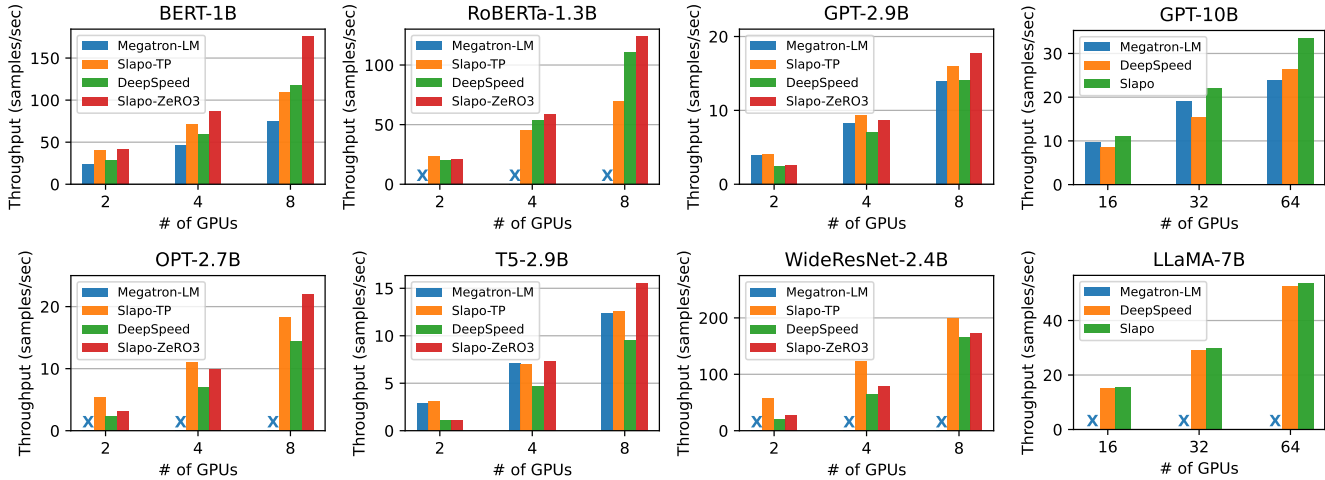 BERT-1B
Throughput (samples/sec)
150
100
50
0
Megatron-LM
Slapo-TP
DeepSpeed
Slapo-ZeRO3
2 4 8
# of GPUs
RoBERTa-1.3B
Throughput (samples/sec)
100
50
0
Megatron-LM
Slapo-TP
DeepSpeed
Slapo-ZeRO3
X X X
2 4 8
# of GPUs
GPT-2.9B
Throughput (samples/sec)
20
10
0
Megatron-LM
Slapo-TP
DeepSpeed
Slapo-ZeRO3
2 4 8
# of GPUs
GPT-10B
Throughput (samples/sec)
30
20
10
0
Megatron-LM
DeepSpeed
Slapo
16 32 64
# of GPUs
OPT-2.7B
Throughput (samples/sec)
20
10
0
Megatron-LM
Slapo-TP
DeepSpeed
Slapo-ZeRO3
X X X
2 4 8
# of GPUs
T5-2.9B
Throughput (samples/sec)
15
10
5
0
Megatron-LM
Slapo-TP
DeepSpeed
Slapo-ZeRO3
2 4 8
# of GPUs
WideResNet-2.4B
Throughput (samples/sec)
200
100
0
Megatron-LM
Slapo-TP
DeepSpeed
Slapo-ZeRO3
X X X
2 4 8
# of GPUs
LLaMA-7B
Throughput (samples/sec)
40
20
0
Megatron-LM
DeepSpeed
Slapo
X X X
16 32 64
# of GPUs